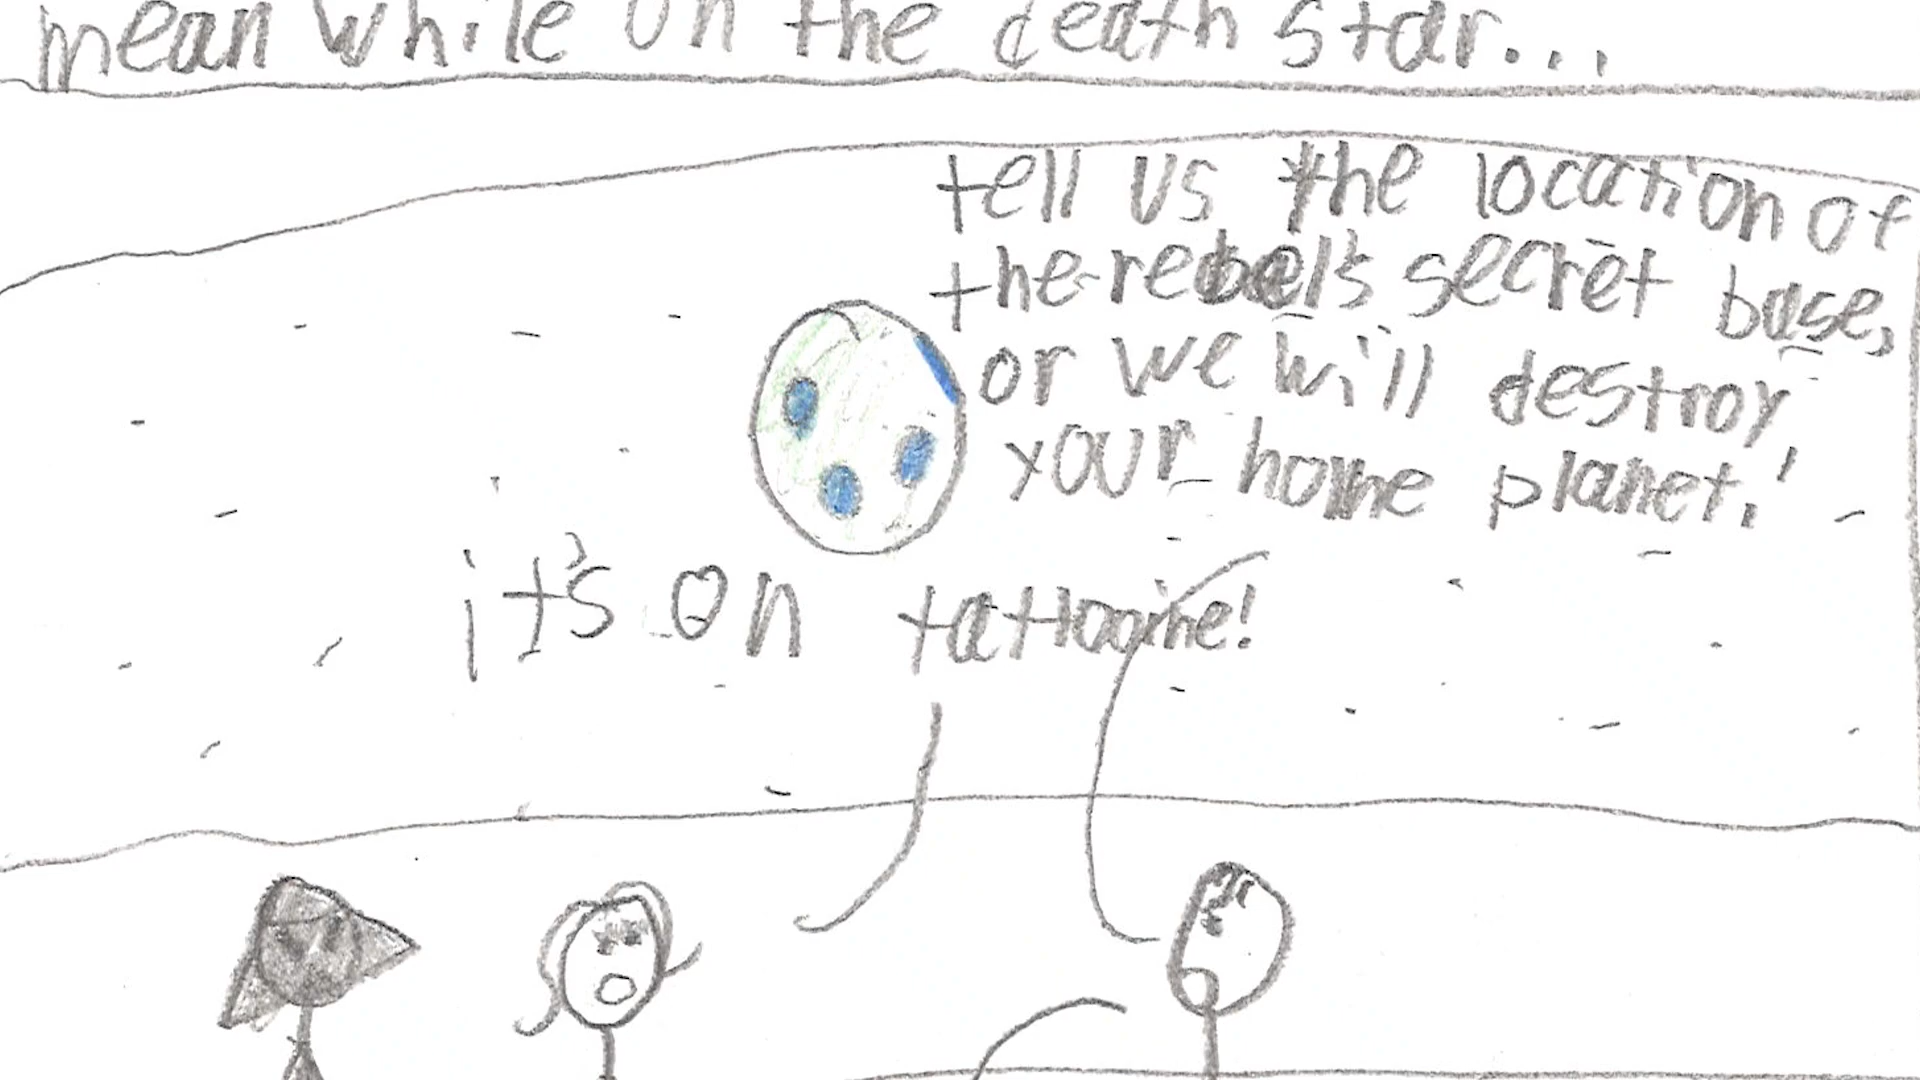 mean while on the death star...
tell us the location of
the rebel's secret base,
or we will destroy
your home planet!
it's on tattooine!